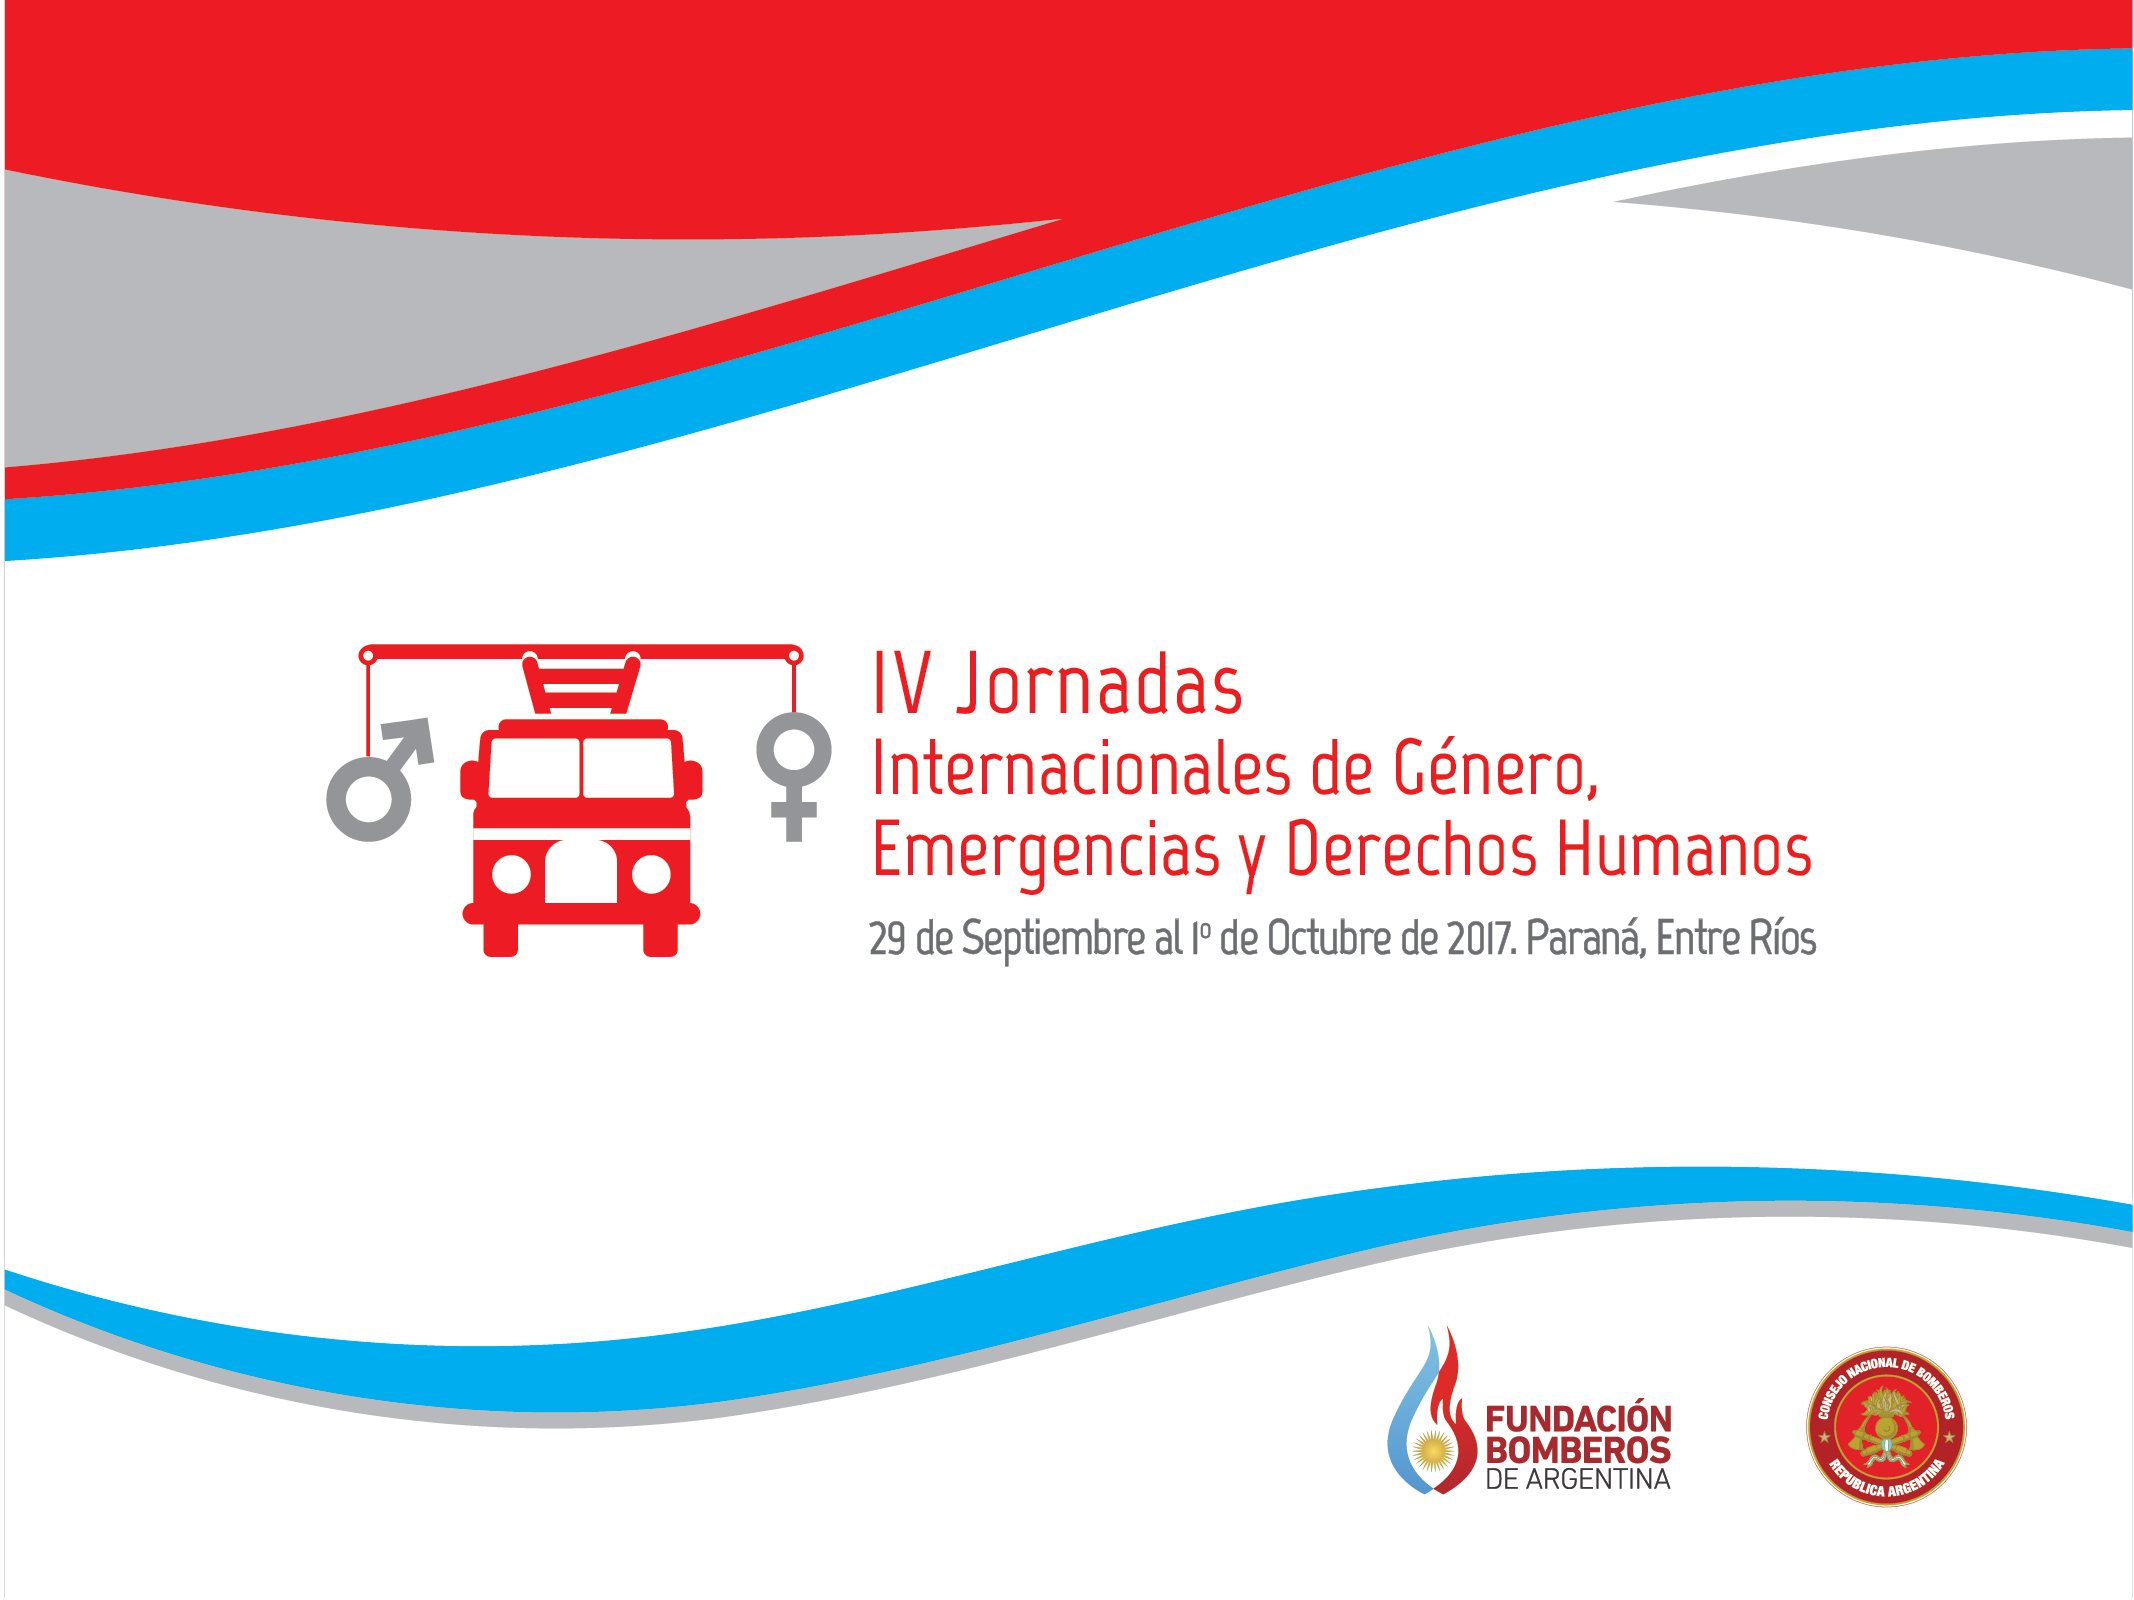 IV Jornadas
Internacionales de Género,
Emergencias y Derechos Humanos
29 de Septiembre al 1º de Octubre de 2017. Paraná, Entre Ríos
FUNDACIÓN
BOMBEROS
DE ARGENTINA
CONSEJO NACIONAL DE BOMBEROS
REPUBLICA ARGENTINA